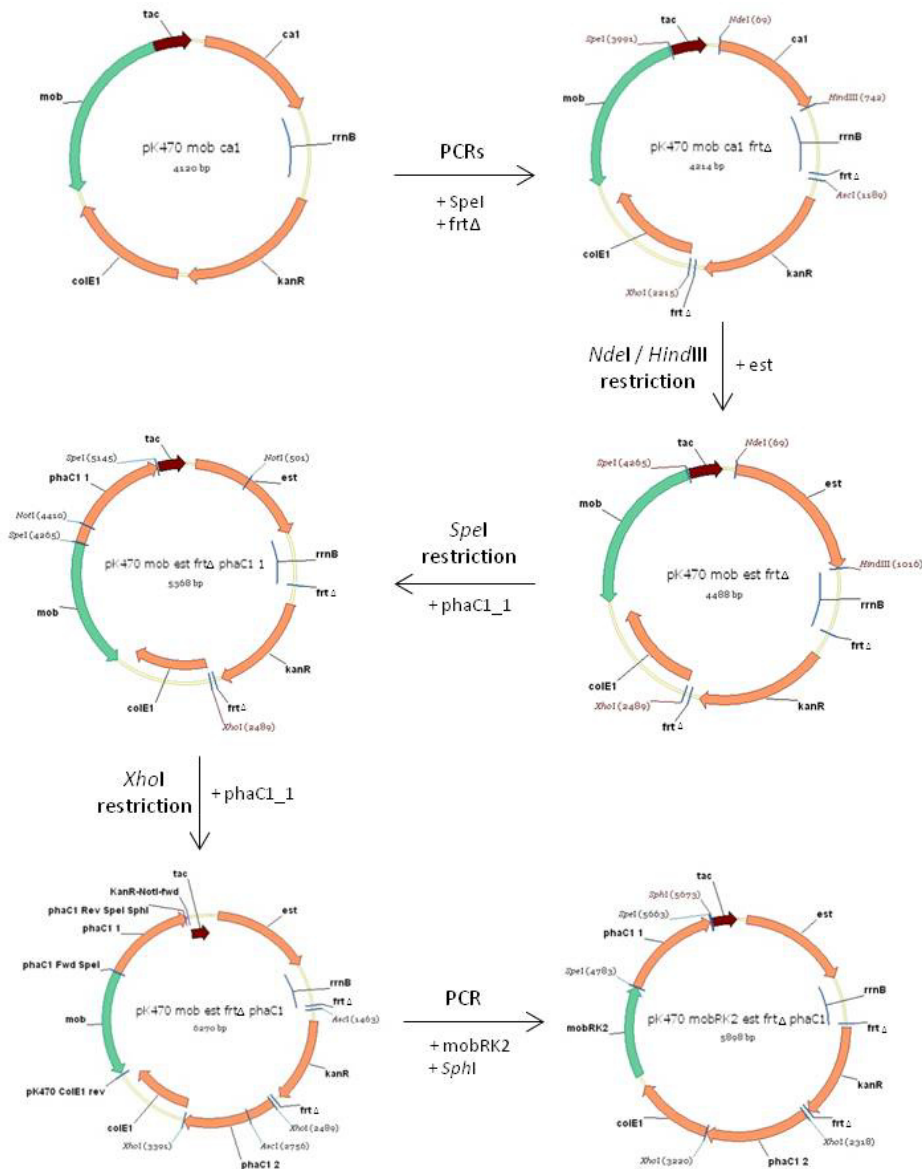 tac
ca1
mob
rrnB
pK470 mob ca1
4120 bp
colE1
kanR
PCRs
+ SpeI
+ frtΔ
tac
NdeI (69)
SpeI (3991)
ca1
HindIII (742)
mob
rrnB
pK470 mob ca1 frtΔ
4214 bp
frtΔ
AscI (1189)
colE1
XhoI (2215)
kanR
frtΔ
NdeI / HindIII
restriction
+ est
tac
SpeI (5145)
NotI (501)
phaC1 1
est
NotI (4410)
SpeI (4265)
pK470 mob est frtΔ phaC1 1
5368 bp
rrnB
frtΔ
mob
kanR
colE1
frtΔ
XhoI (2489)
SpeI
restriction
+ phaC1_1
tac
NdeI (69)
SpeI (4265)
est
mob
HindIII (1016)
pK470 mob est frtΔ
4488 bp
rrnB
frtΔ
colE1
XhoI (2489)
kanR
frtΔ
XhoI
restriction
+ phaC1_1
tac
KanR-NotI-fwd
phaC1 Rev SpeI SphI
est
phaC1 1
phaC1 Fwd SpeI
rrnB
pK470 mob est frtΔ phaC1
6270 bp
frtΔ
AscI (1463)
mob
kanR
pK470 ColE1 rev
colE1
frtΔ
XhoI (2489)
XhoI (3391)
AscI (2756)
phaC1 2
PCR
+ mobRK2
+ SphI
tac
SphI (5673)
SpeI (5663)
est
phaC1 1
SpeI (4783)
rrnB
pK470 mobRK2 est frtΔ phaC1
5898 bp
frtΔ
mobRK2
kanR
colE1
frtΔ
XhoI (2318)
XhoI (3220)
phaC1 2